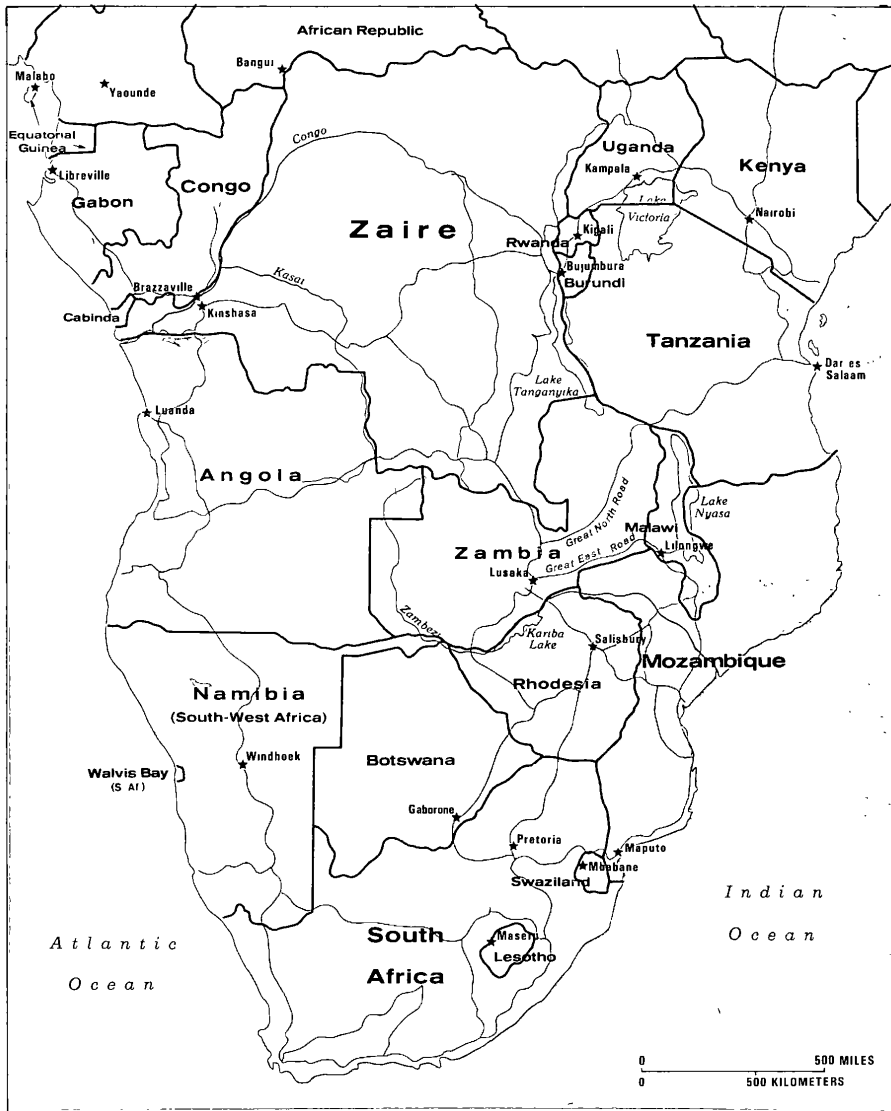 African Republic
Bangui
Malabo
Yaounde
Equatorial
Guinea
Libreville
Gabon
Congo
Congo
Zaire
Uganda
Kampala
Kenya
Lake
Victoria
Nairobi
Kigali
Rwanda
Bujumbura
Burundi
Brazzaville
Kasai
Cabinda
Kinshasa
Tanzania
Dar es
Salaam
Lake
Tanganyika
Luanda
Angola
Lake
Nyasa
Great North Road
Malawi
Zambia
Lilongwe
Great East Road
Lusaka
Zambezi
Kariba
Lake
Salisbury
Mozambique
Rhodesia
Namibia
(South-West Africa)
Windhoek
Botswana
Walvis Bay
(S Af)
Gaborone
Pretoria
Maputo
Mbabane
Swaziland
Indian
Ocean
South
Africa
Maseru
Lesotho
Atlantic
Ocean
0 500 MILES
0 500 KILOMETERS